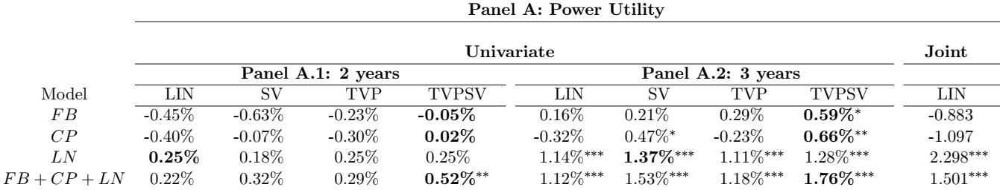 Panel A: Power Utility
Univariate Joint
Panel A.1: 2 years Panel A.2: 3 years
Model LIN SV TVP TVPSV LIN SV TVP TVPSV LIN
FB -0.45% -0.63% -0.23% -0.05% 0.16% 0.21% 0.29% 0.59%* -0.883
CP -0.40% -0.07% -0.30% 0.02% -0.32% 0.47%* -0.23% 0.66%** -1.097
LN 0.25% 0.18% 0.25% 0.25% 1.14%*** 1.37%*** 1.11%*** 1.28%*** 2.298***
FB + CP + LN 0.22% 0.32% 0.29% 0.52%** 1.12%*** 1.53%*** 1.18%*** 1.76%*** 1.501***